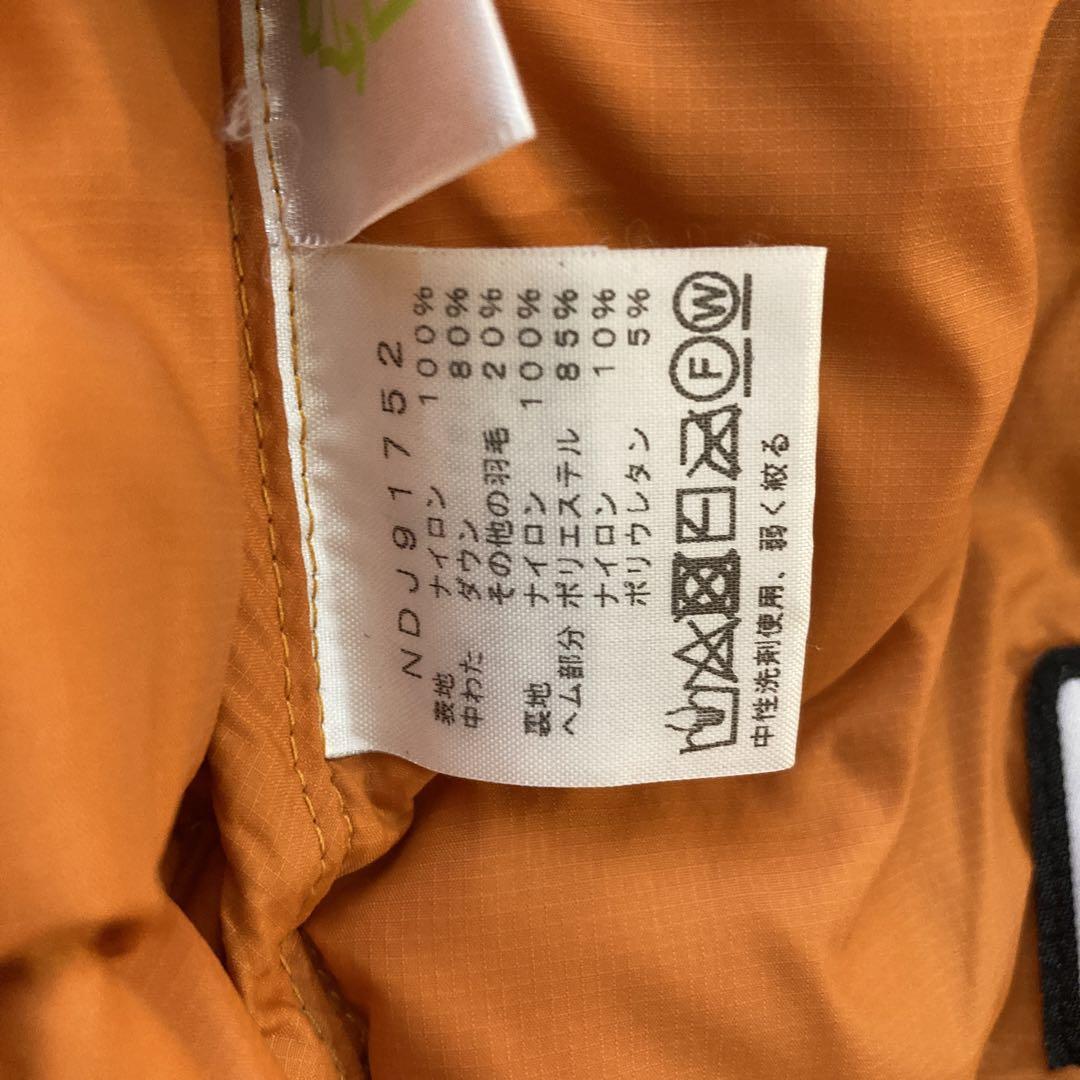 NDJ91752
表地 ナイロン 100%
中わた ダウン 80%
その他の羽毛 20%
裏地 ナイロン 100%
ヘム部分 ポリエステル 85%
ナイロン 10%
ポリウレタン 5%
F W
中性洗剤使用、弱く絞る